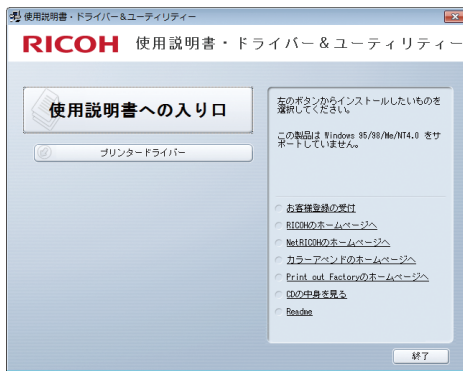 使用説明書・ドライバー&ユーティリティー
RICOH 使用説明書・ドライバー&ユーティリティー
使用説明書への入り口
プリンタードライバー
左のボタンからインストールしたいものを
選択してください。
この製品は Windows 95/98/Me/NT4.0 をサ
ポートしていません。
お客様登録の受付
RICOHのホームページへ
NetRICOHのホームページへ
カラーアペンドのホームページへ
Print out Factoryのホームページへ
CDの中身を見る
Readme
終了